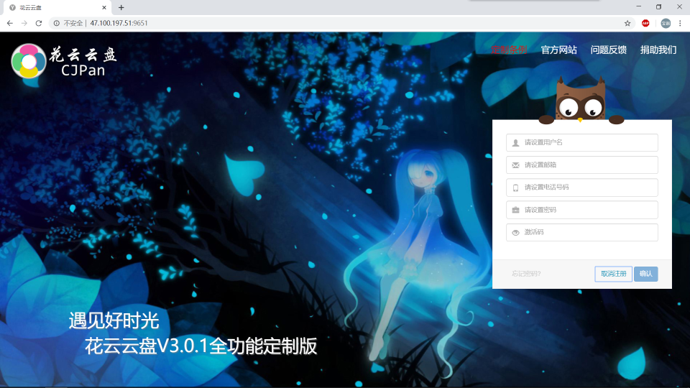 花云云盘
不安全 | 47.100.197.51:9651
花云云盘
CJPan
官方网站
问题反馈
捐助我们
请设置用户名
请设置邮箱
请设置电话号码
请设置密码
激活码
忘记密码?
取消注册
确认
遇见好时光
花云云盘V3.0.1全功能定制版